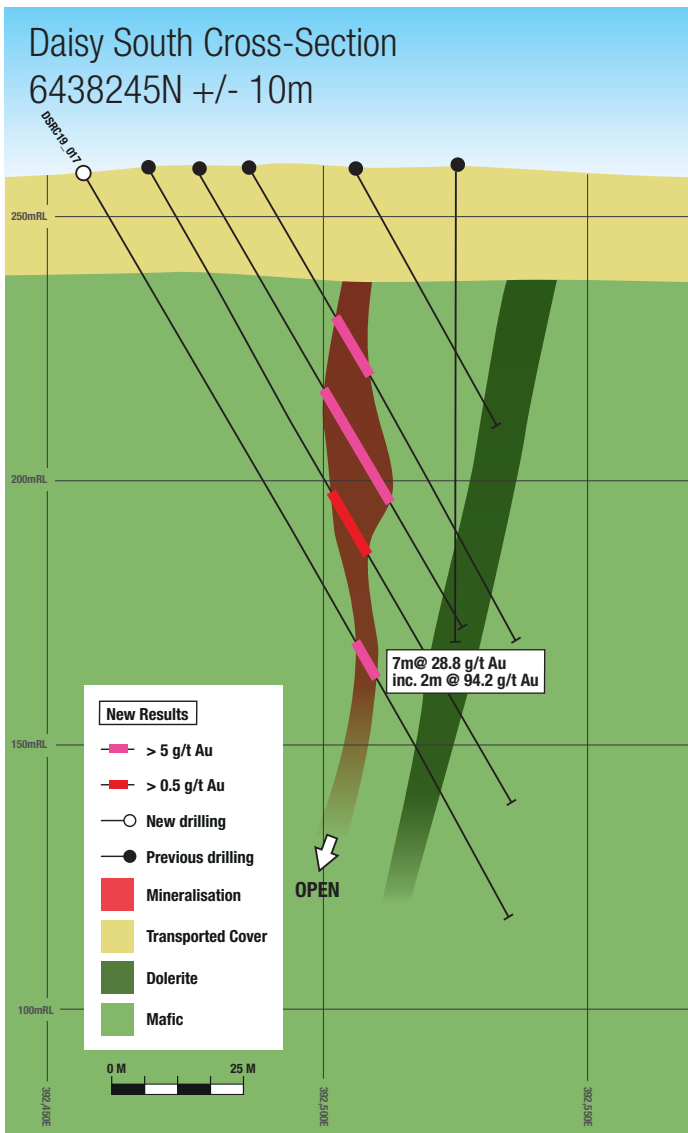 Daisy South Cross-Section
6438245N +/- 10m
DSRC19_017
250mRL
200mRL
7m@ 28.8 g/t Au
inc. 2m @ 94.2 g/t Au
150mRL
New Results
> 5 g/t Au
> 0.5 g/t Au
New drilling
Previous drilling
Mineralisation
Transported Cover
Dolerite
Mafic
OPEN
100mRL
0 M 25 M
392,450E
392,500E
392,550E